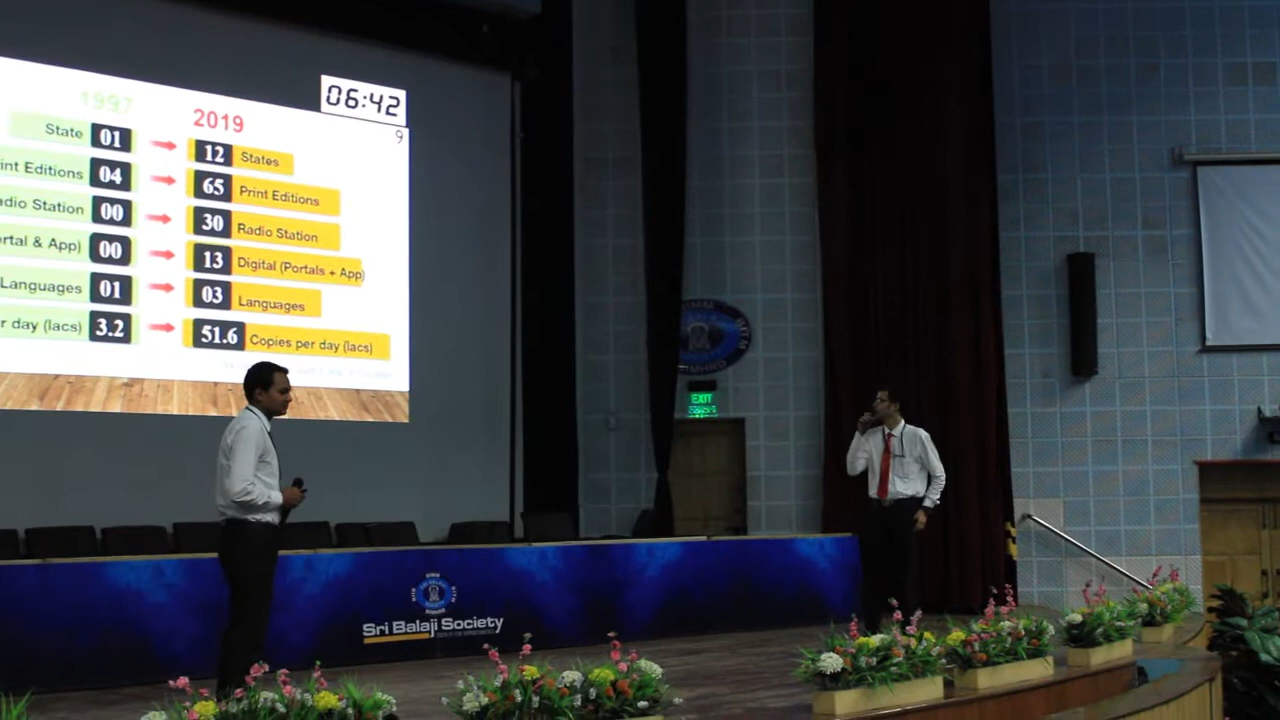 06:42
9
1997
2019
State 01 12 States
int Editions 04 65 Print Editions
adio Station 00 30 Radio Station
ortal & App) 00 13 Digital (Portals + App)
Languages 01 03 Languages
r day (lacs) 3.2 51.6 Copies per day (lacs)
EXIT
Sri Balaji Society